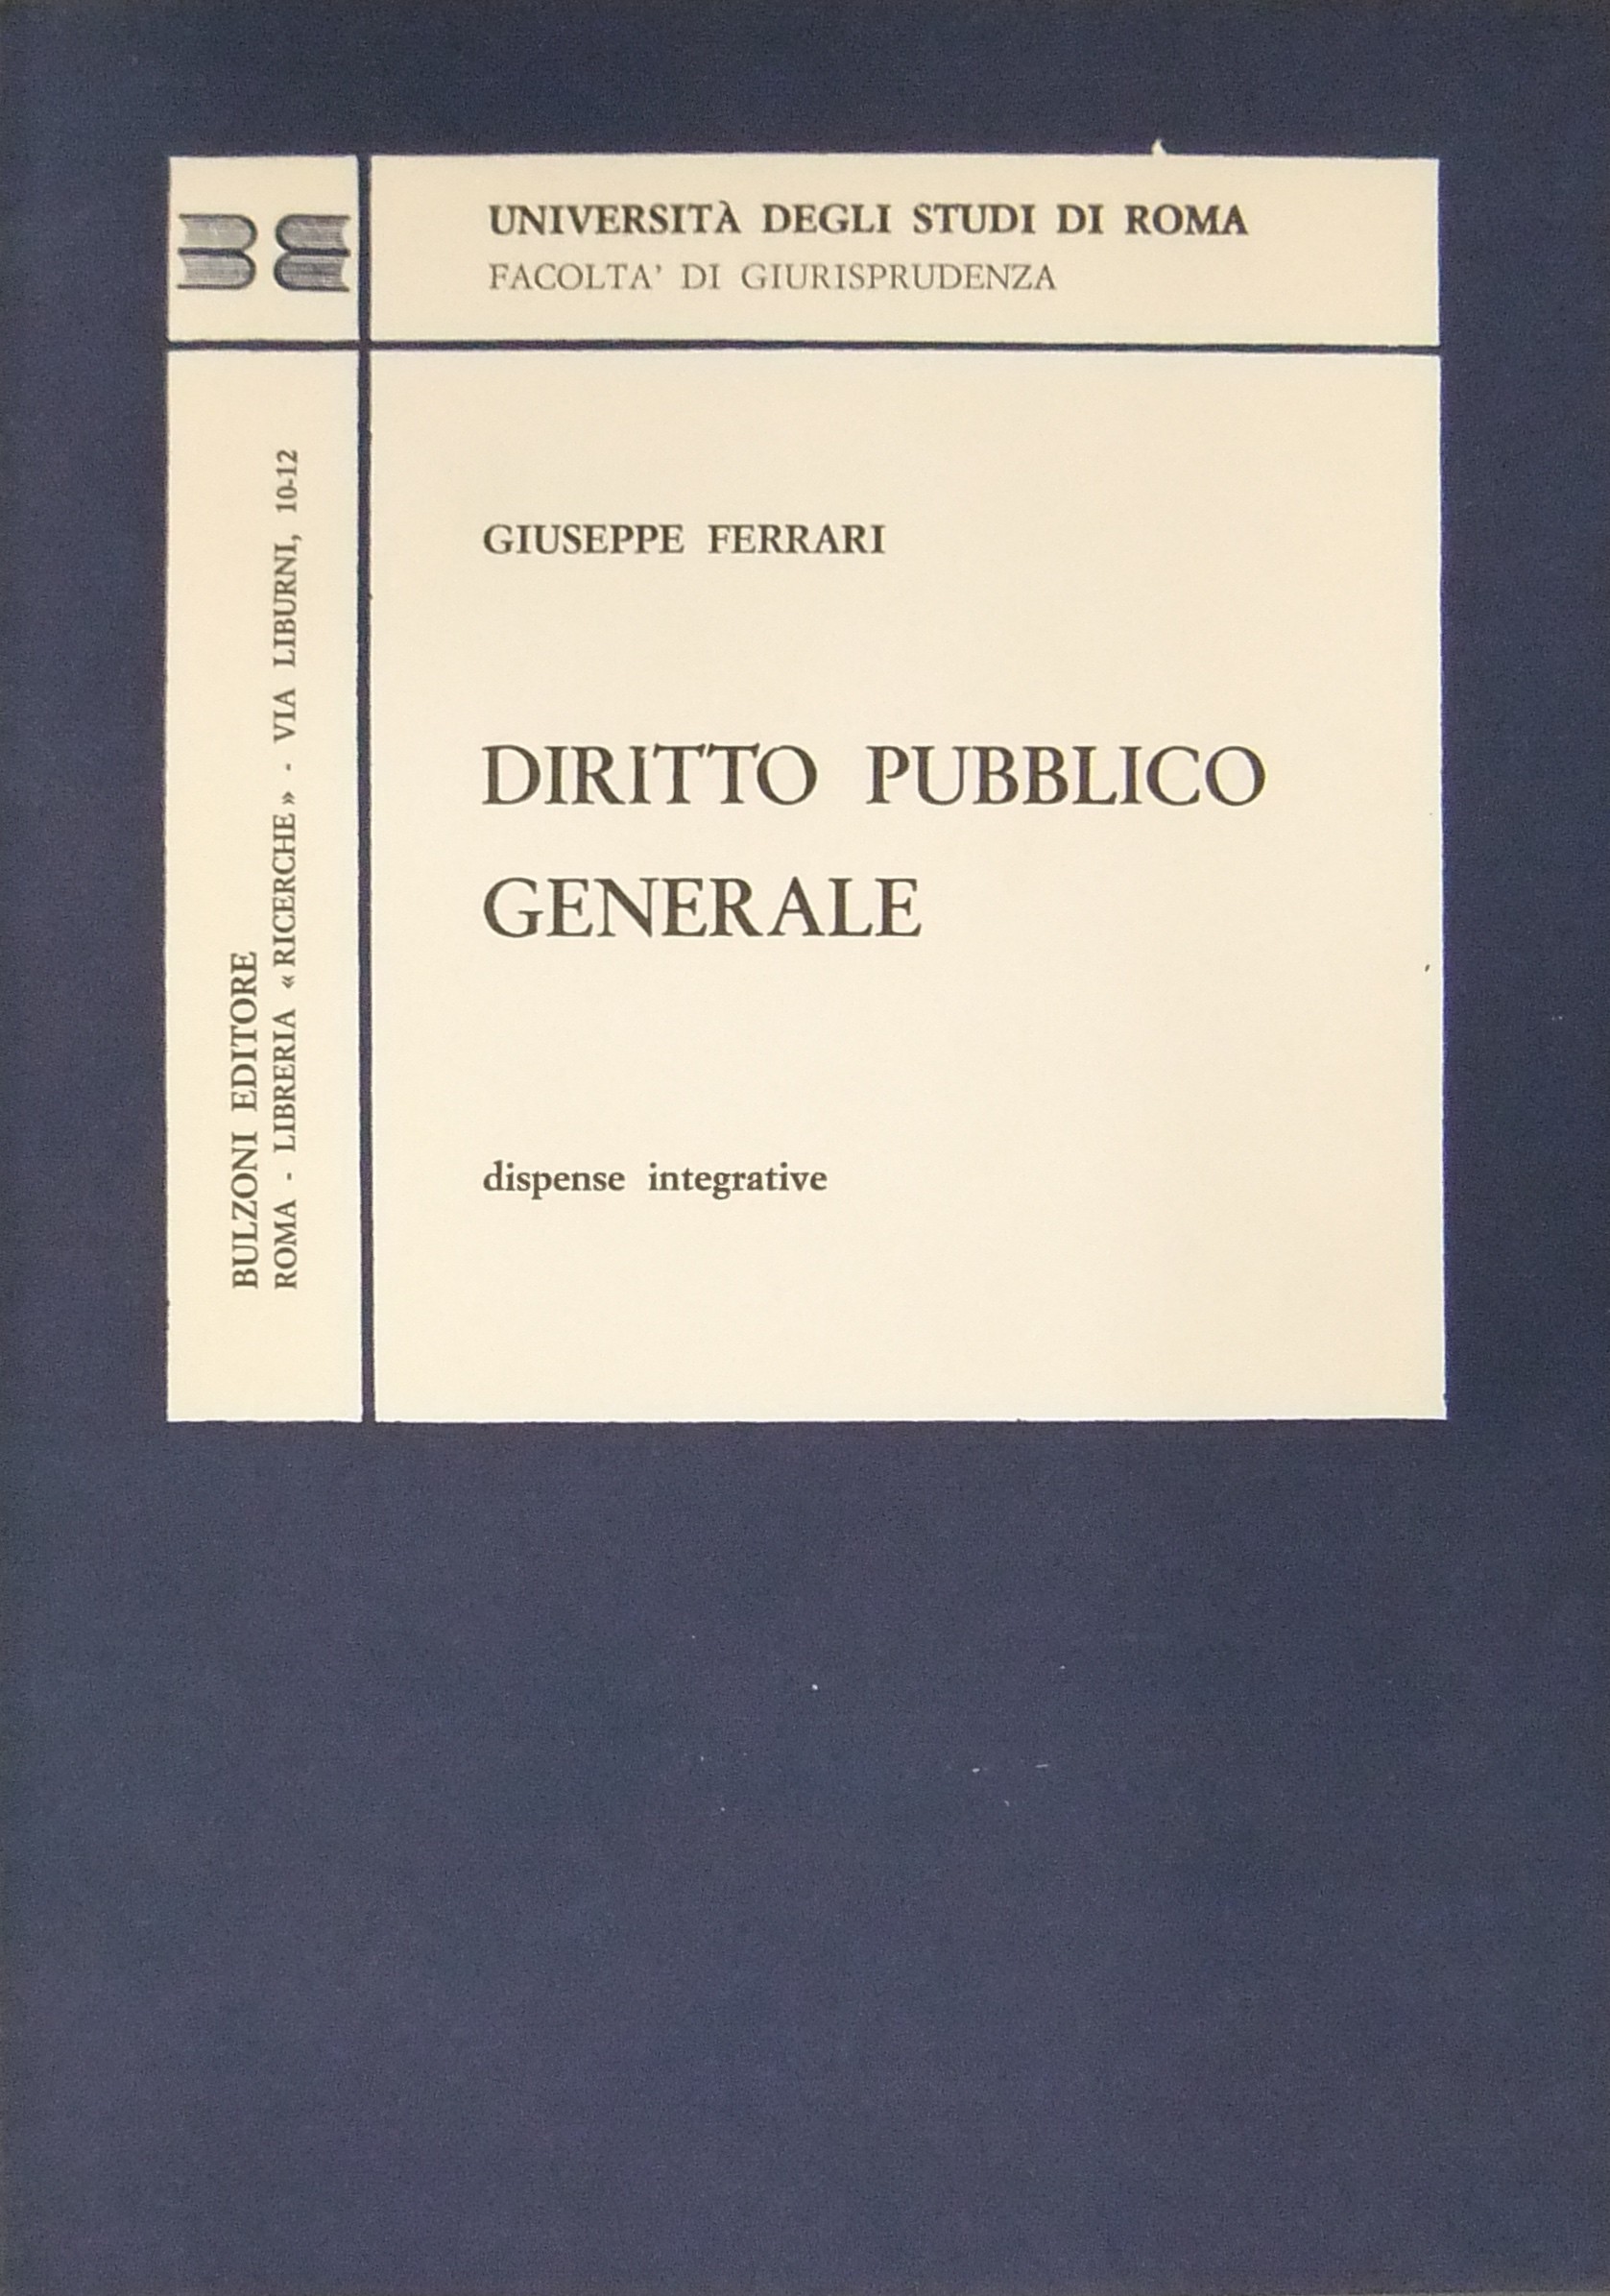 UNIVERSITÀ DEGLI STUDI DI ROMA
FACOLTA' DI GIURISPRUDENZA
GIUSEPPE FERRARI
DIRITTO PUBBLICO
GENERALE
dispense integrative
BULZONI EDITORE
ROMA - LIBRERIA «RICERCHE» - VIA LIBURNI, 10-12